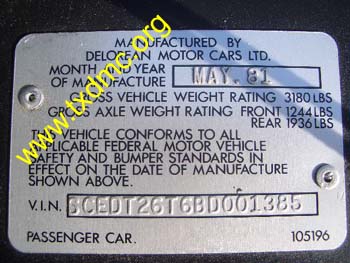 MANUFACTURED BY
DELOREAN MOTOR CARS LTD.
MONTH AND YEAR
OF MANUFACTURE MAY. 81
GROSS VEHICLE WEIGHT RATING 3180 LBS
GROSS AXLE WEIGHT RATING FRONT 1244 LBS
REAR 1936 LBS
THE VEHICLE CONFORMS TO ALL
APPLICABLE FEDERAL MOTOR VEHICLE
SAFETY AND BUMPER STANDARDS IN
EFFECT ON THE DATE OF MANUFACTURE
SHOWN ABOVE.
V.I.N. SCEDT26T6BD001385
PASSENGER CAR. 105196
www.txdmc.org